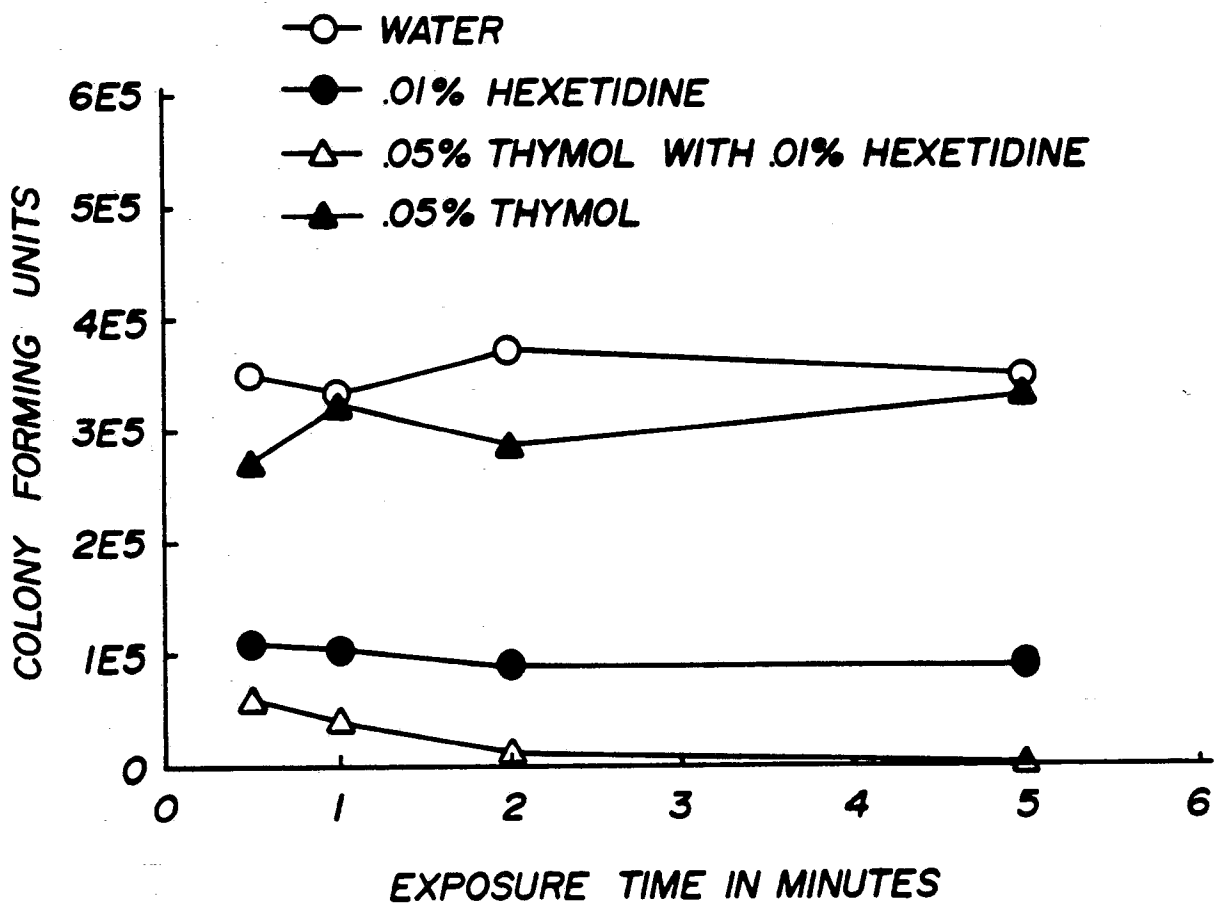 WATER
.01% HEXETIDINE
.05% THYMOL WITH .01% HEXETIDINE
.05% THYMOL
6E5
5E5
4E5
3E5
2E5
1E5
0
COLONY FORMING UNITS
0 1 2 3 4 5 6
EXPOSURE TIME IN MINUTES